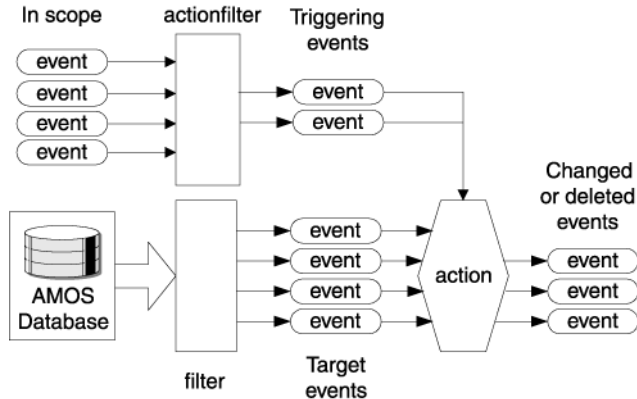 In scope
actionfilter
Triggering
events
event
event
event
event
event
event
AMOS
Database
filter
event
event
event
event
Target
events
action
Changed
or deleted
events
event
event
event